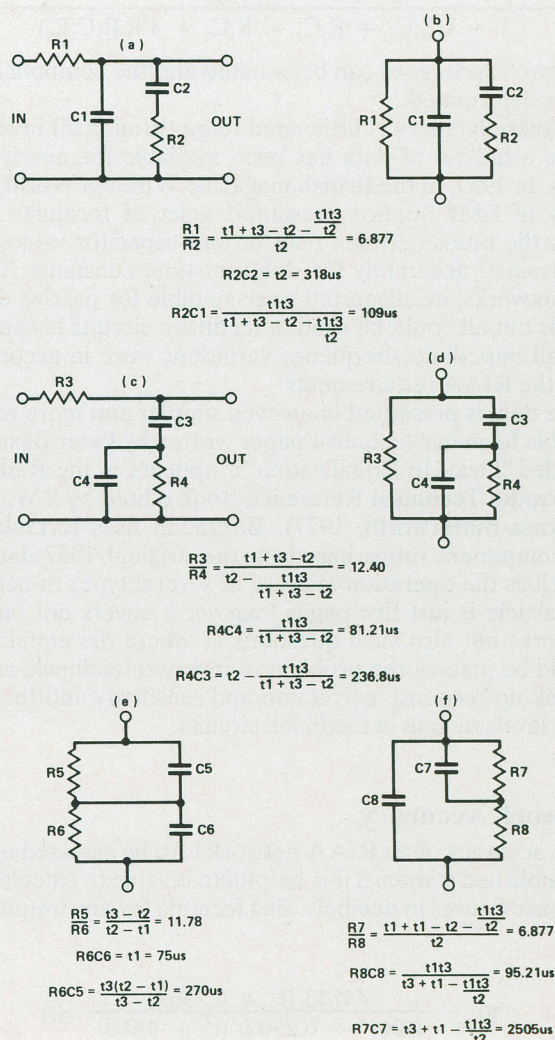 (a)
R1
C1
C2
R2
IN
OUT
(b)
R1
C1
C2
R2
R1/R2 = (t1 + t3 - t2 - t1t3/t2)/t2 = 6.877
R2C2 = t2 = 318us
R2C1 = t1t3/(t1 + t3 - t2 - t1t3/t2) = 109us
(c)
R3
C3
C4
R4
IN
OUT
(d)
R3
C3
C4
R4
R3/R4 = (t1 + t3 - t2)/(t2 - t1t3/(t1 + t3 - t2)) = 12.40
R4C4 = t1t3/(t1 + t3 - t2) = 81.21us
R4C3 = t2 - t1t3/(t1 + t3 - t2) = 236.8us
(e)
R5
C5
R6
C6
(f)
C7
R7
C8
R8
R5/R6 = (t3 - t2)/(t2 - t1) = 11.78
R6C6 = t1 = 75us
R6C5 = t3(t2 - t1)/(t3 - t2) = 270us
R7/R8 = (t1 + t1 - t2 - t1t3/t2)/t2 = 6.877
R8C8 = t1t3/(t3 + t1 - t1t3/t2) = 95.21us
R7C7 = t3 + t1 - t1t3/t2 = 2505us